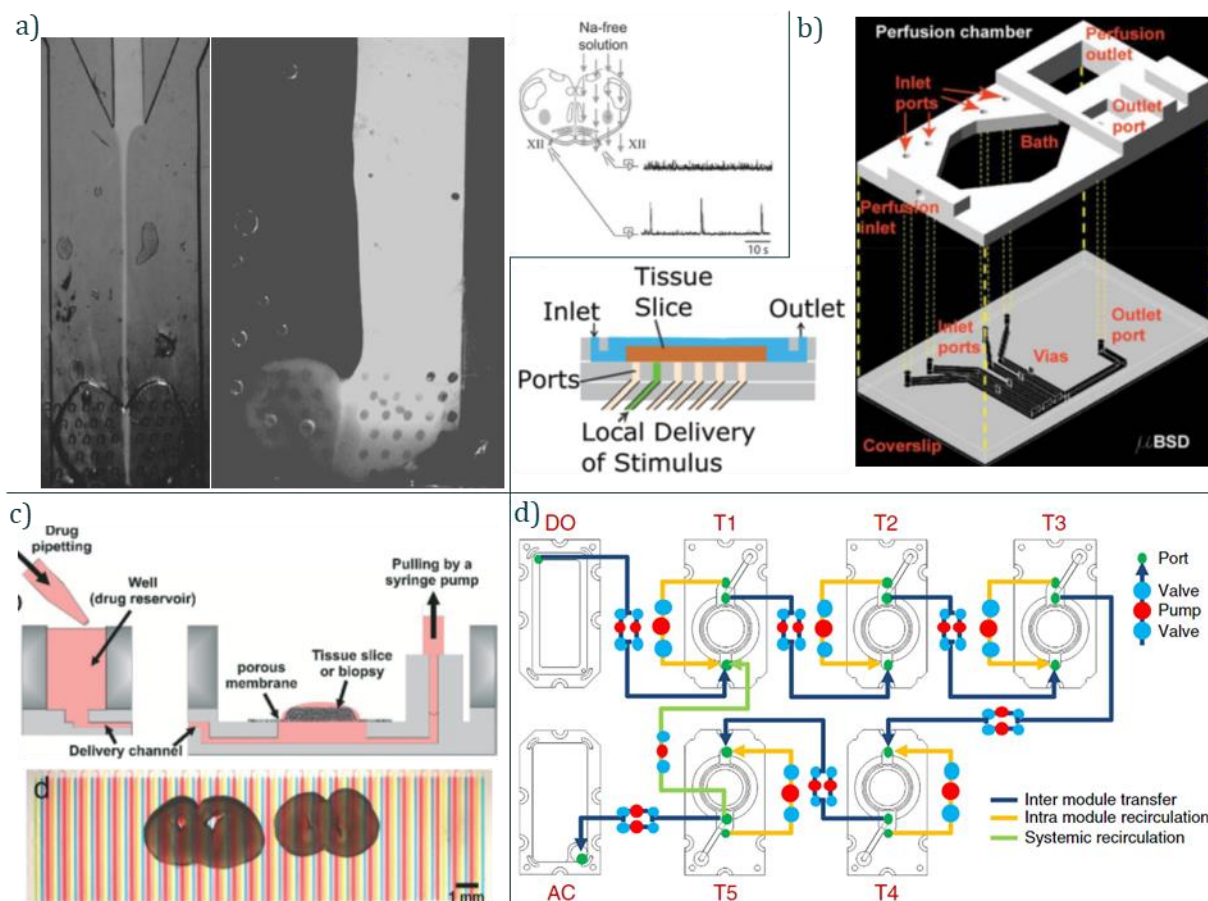 a)
Na-free
solution
XII
XII
10 s
b)
Perfusion chamber
Perfusion
outlet
Inlet
ports
Outlet
port
Bath
Perfusion
inlet
Inlet
ports
Outlet
port
Vias
Coverslip
µBSD
Tissue
Slice
Inlet
Outlet
Ports
Local Delivery
of Stimulus
c)
Drug
pipetting
Well
(drug reservoir)
Pulling by a
syringe pump
porous
membrane
Tissue slice
or biopsy
Delivery channel
d
1 mm
d)
DO
T1
T2
T3
Port
Valve
Pump
Valve
Inter module transfer
Intra module recirculation
Systemic recirculation
AC
T5
T4